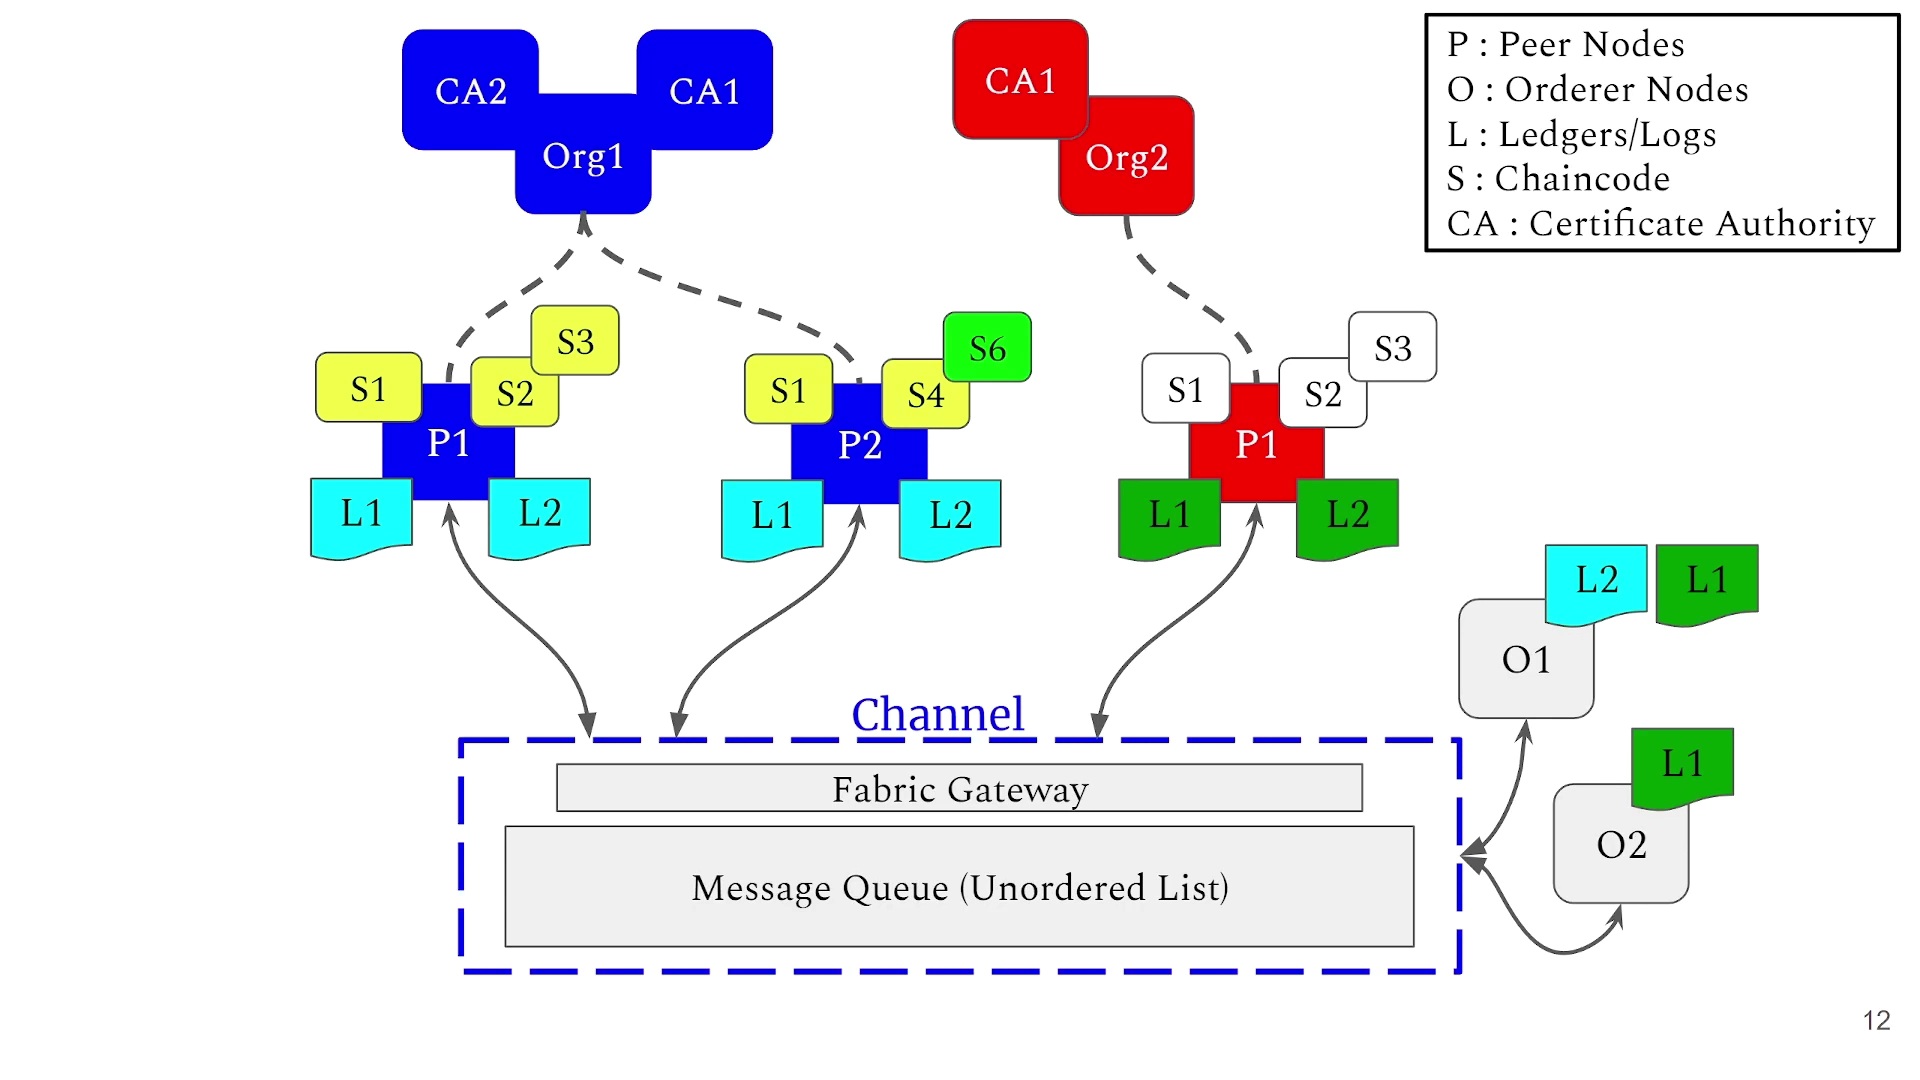 CA2
CA1
Org1
CA1
Org2
P : Peer Nodes
O : Orderer Nodes
L : Ledgers/Logs
S : Chaincode
CA : Certificate Authority
S1
S2
S3
P1
L1
L2
S1
S4
S6
P2
L1
L2
S1
S2
S3
P1
L1
L2
L2
L1
O1
L1
O2
Channel
Fabric Gateway
Message Queue (Unordered List)
12